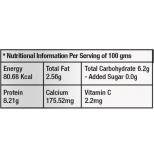 * Nutritional Information Per Serving of 100 gms
Energy
80.68 Kcal
Total Fat
2.56g
Total Carbohydrate 6.2g
- Added Sugar 0.0g
Protein
8.21g
Calcium
175.52mg
Vitamin C
2.2mg